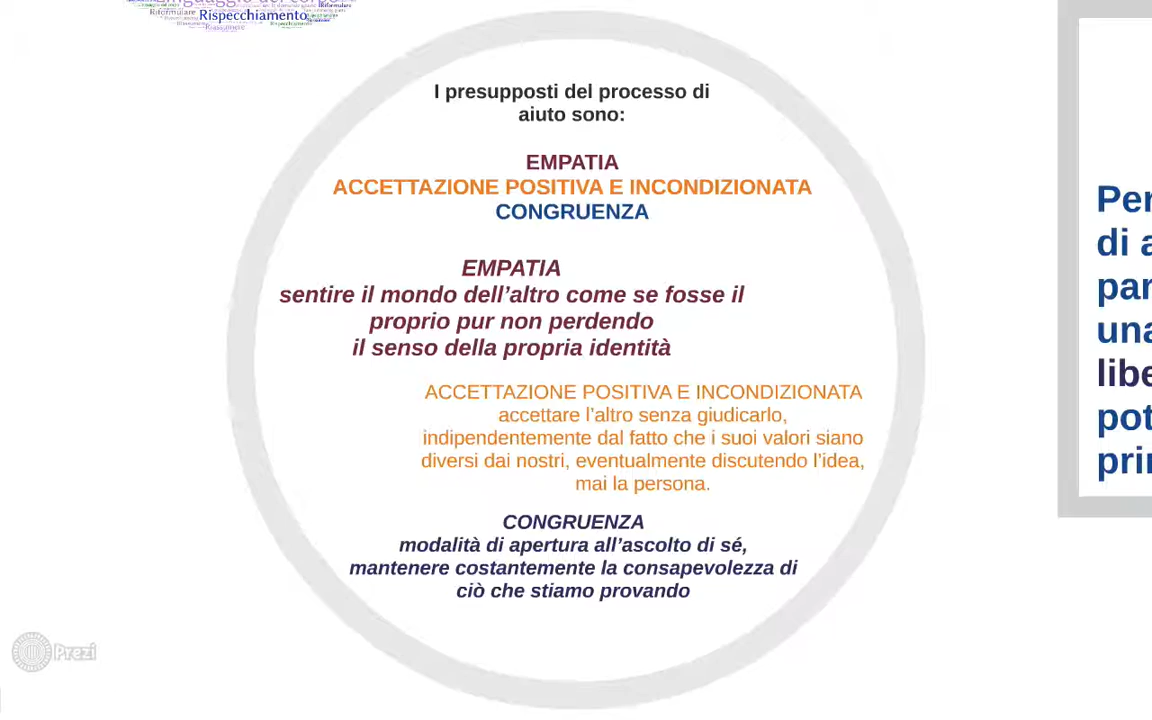 Riformulare
Rispecchiamento
Riassumere
I presupposti del processo di
aiuto sono:
EMPATIA
ACCETTAZIONE POSITIVA E INCONDIZIONATA
CONGRUENZA
EMPATIA
sentire il mondo dell’altro come se fosse il
proprio pur non perdendo
il senso della propria identità
ACCETTAZIONE POSITIVA E INCONDIZIONATA
accettare l’altro senza giudicarlo,
indipendentemente dal fatto che i suoi valori siano
diversi dai nostri, eventualmente discutendo l’idea,
mai la persona.
CONGRUENZA
modalità di apertura all’ascolto di sé,
mantenere costantemente la consapevolezza di
ciò che stiamo provando
Prezi